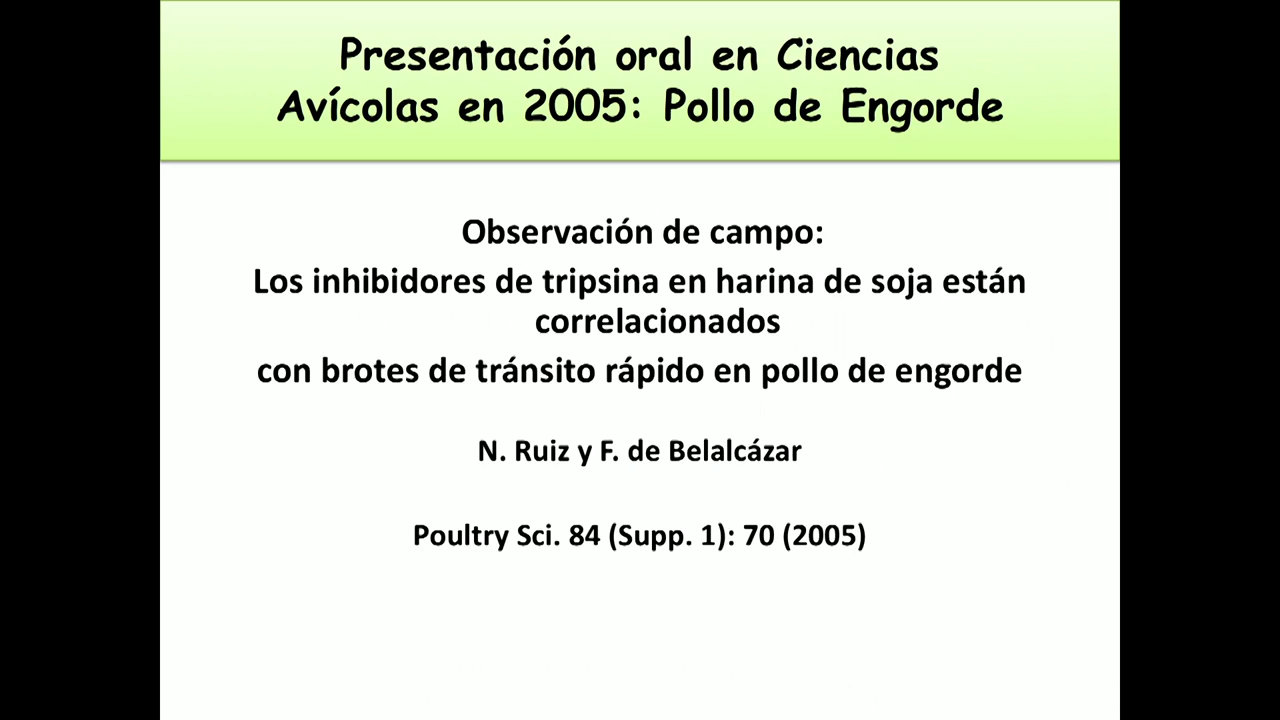 Presentación oral en Ciencias
Avícolas en 2005: Pollo de Engorde
Observación de campo:
Los inhibidores de tripsina en harina de soja están
correlacionados
con brotes de tránsito rápido en pollo de engorde
N. Ruiz y F. de Belalcázar
Poultry Sci. 84 (Supp. 1): 70 (2005)